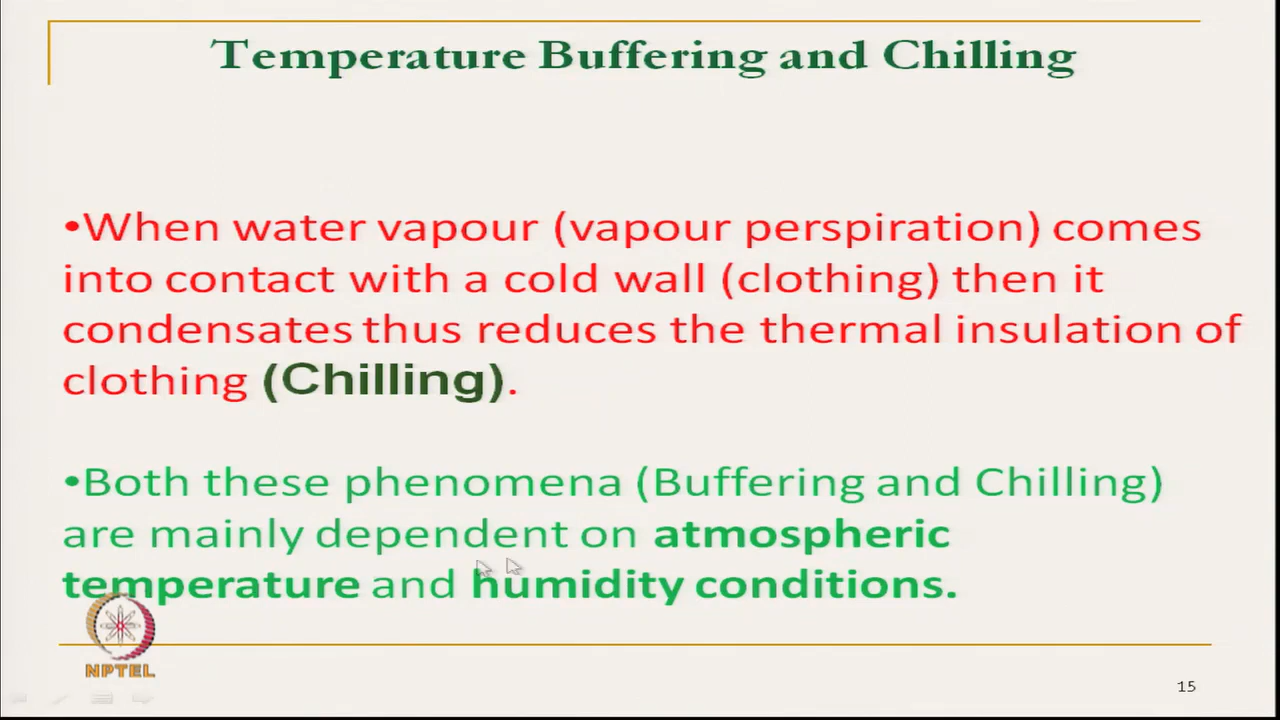 Temperature Buffering and Chilling
•When water vapour (vapour perspiration) comes
into contact with a cold wall (clothing) then it
condensates thus reduces the thermal insulation of
clothing (Chilling).
•Both these phenomena (Buffering and Chilling)
are mainly dependent on atmospheric
temperature and humidity conditions.
NPTEL
15